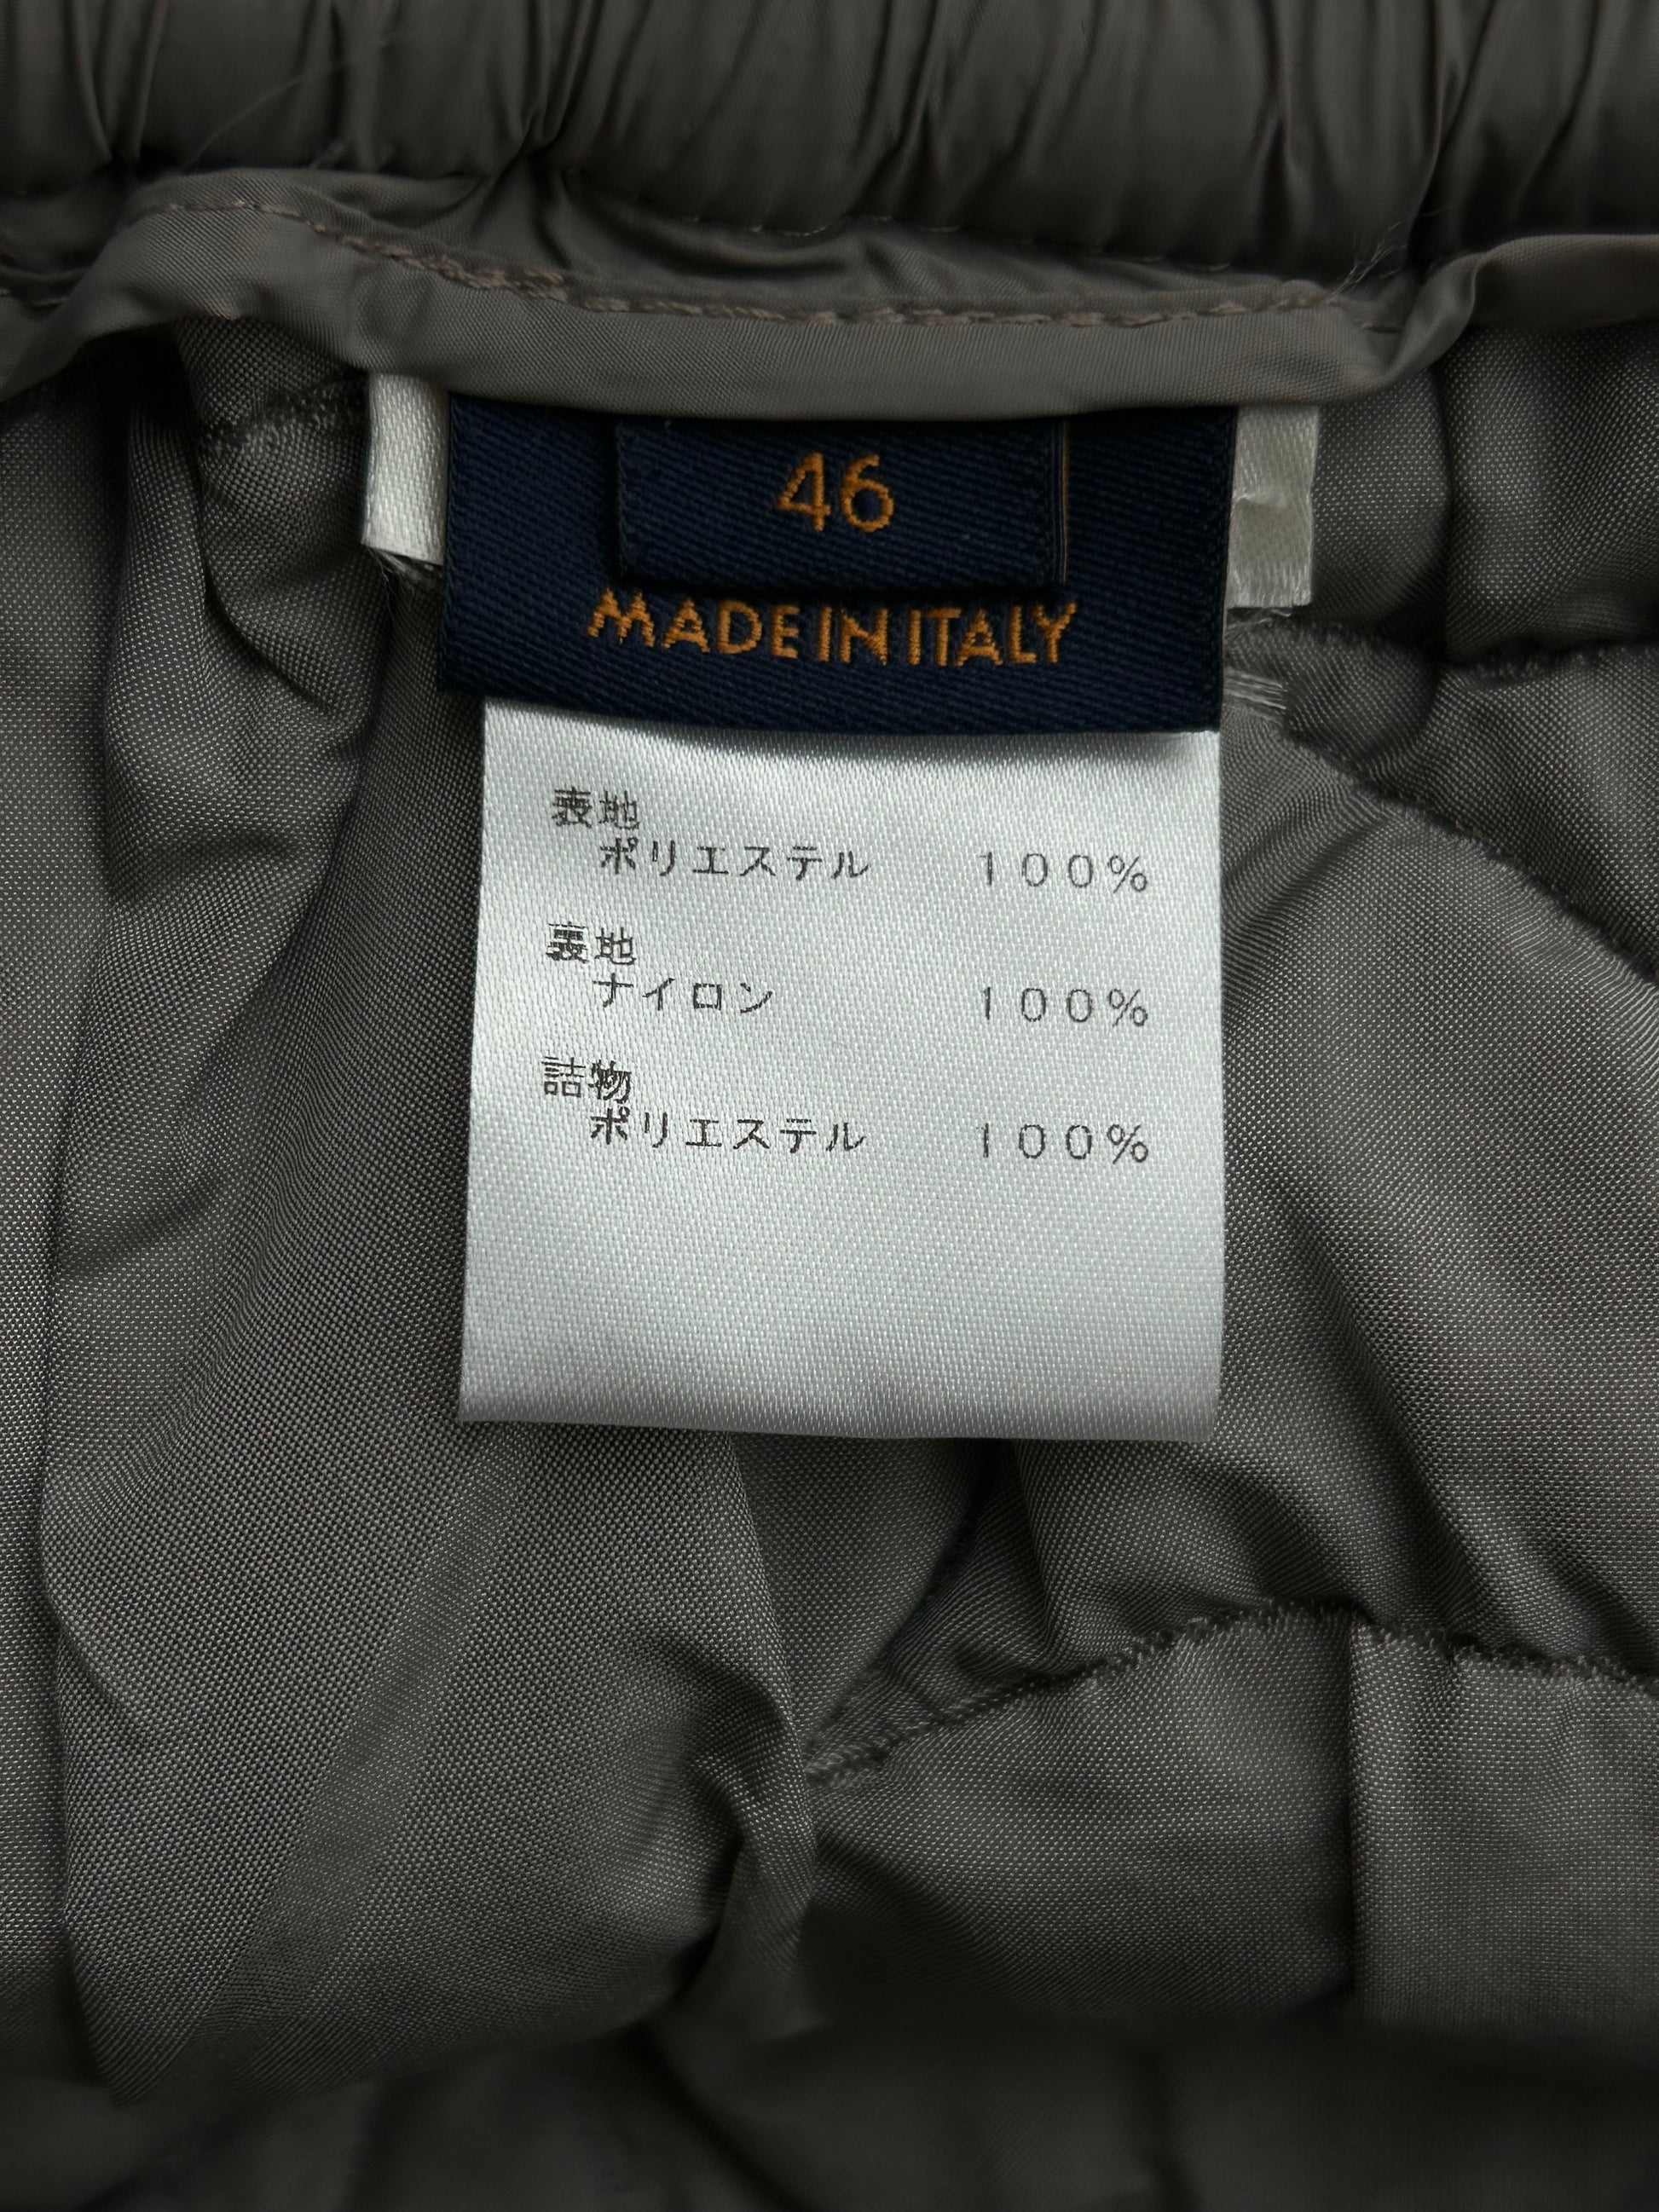 46
MADE IN ITALY
表地
ポリエステル 100%
裏地
ナイロン 100%
詰物
ポリエステル 100%